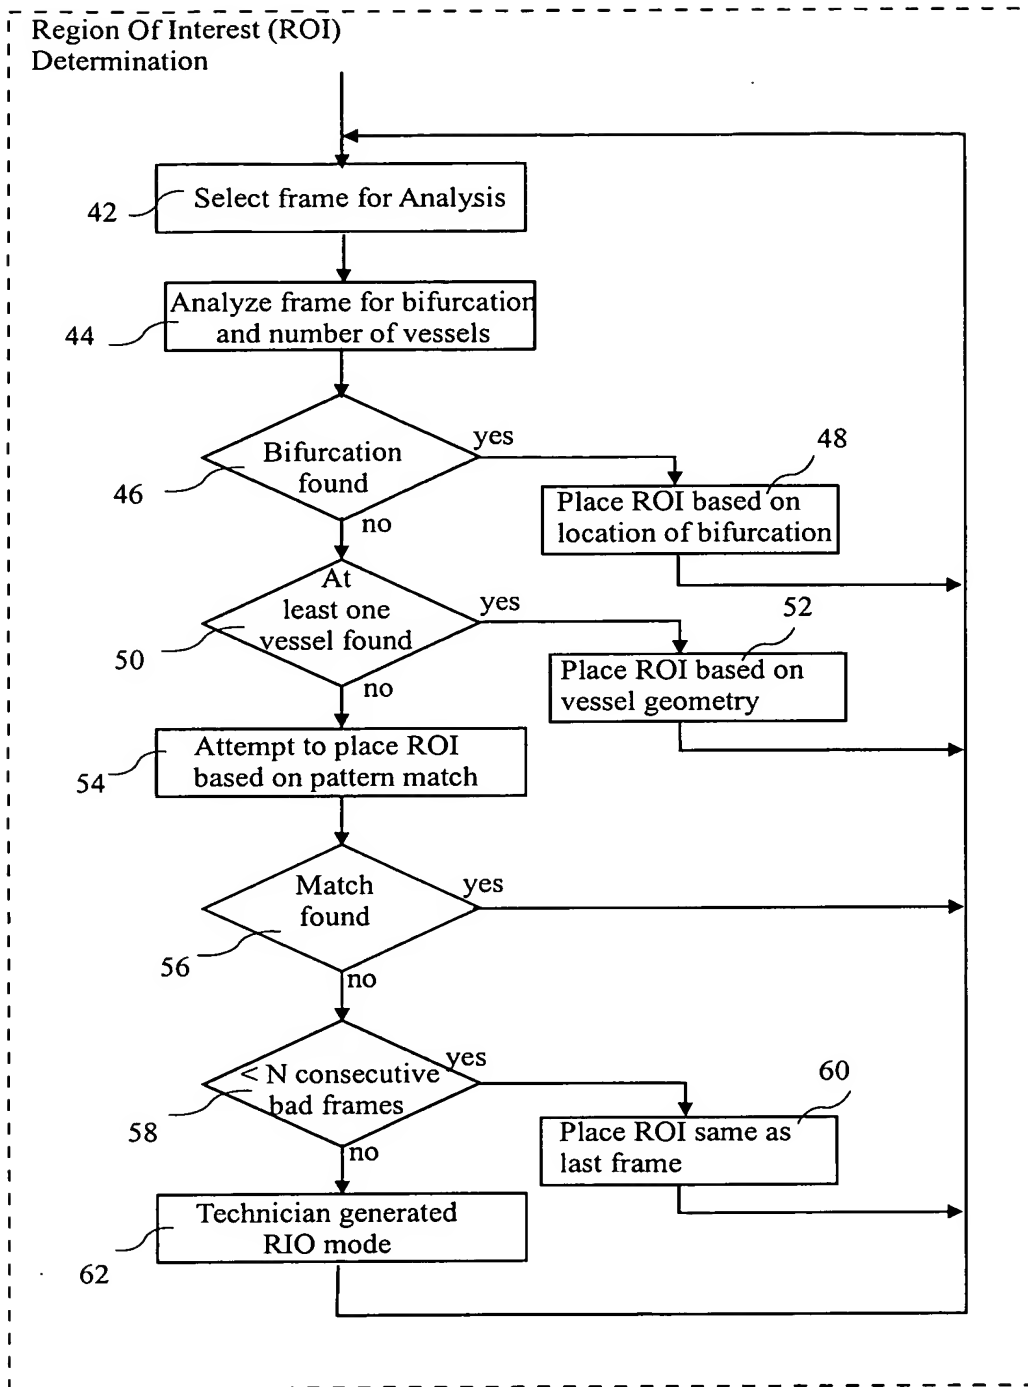 Region Of Interest (ROI)
Determination
42
Select frame for Analysis
44
Analyze frame for bifurcation
and number of vessels
46
Bifurcation
found
yes
no
48
Place ROI based on
location of bifurcation
50
At
least one
vessel found
yes
no
52
Place ROI based on
vessel geometry
54
Attempt to place ROI
based on pattern match
56
Match
found
yes
no
58
< N consecutive
bad frames
yes
no
60
Place ROI same as
last frame
62
Technician generated
RIO mode